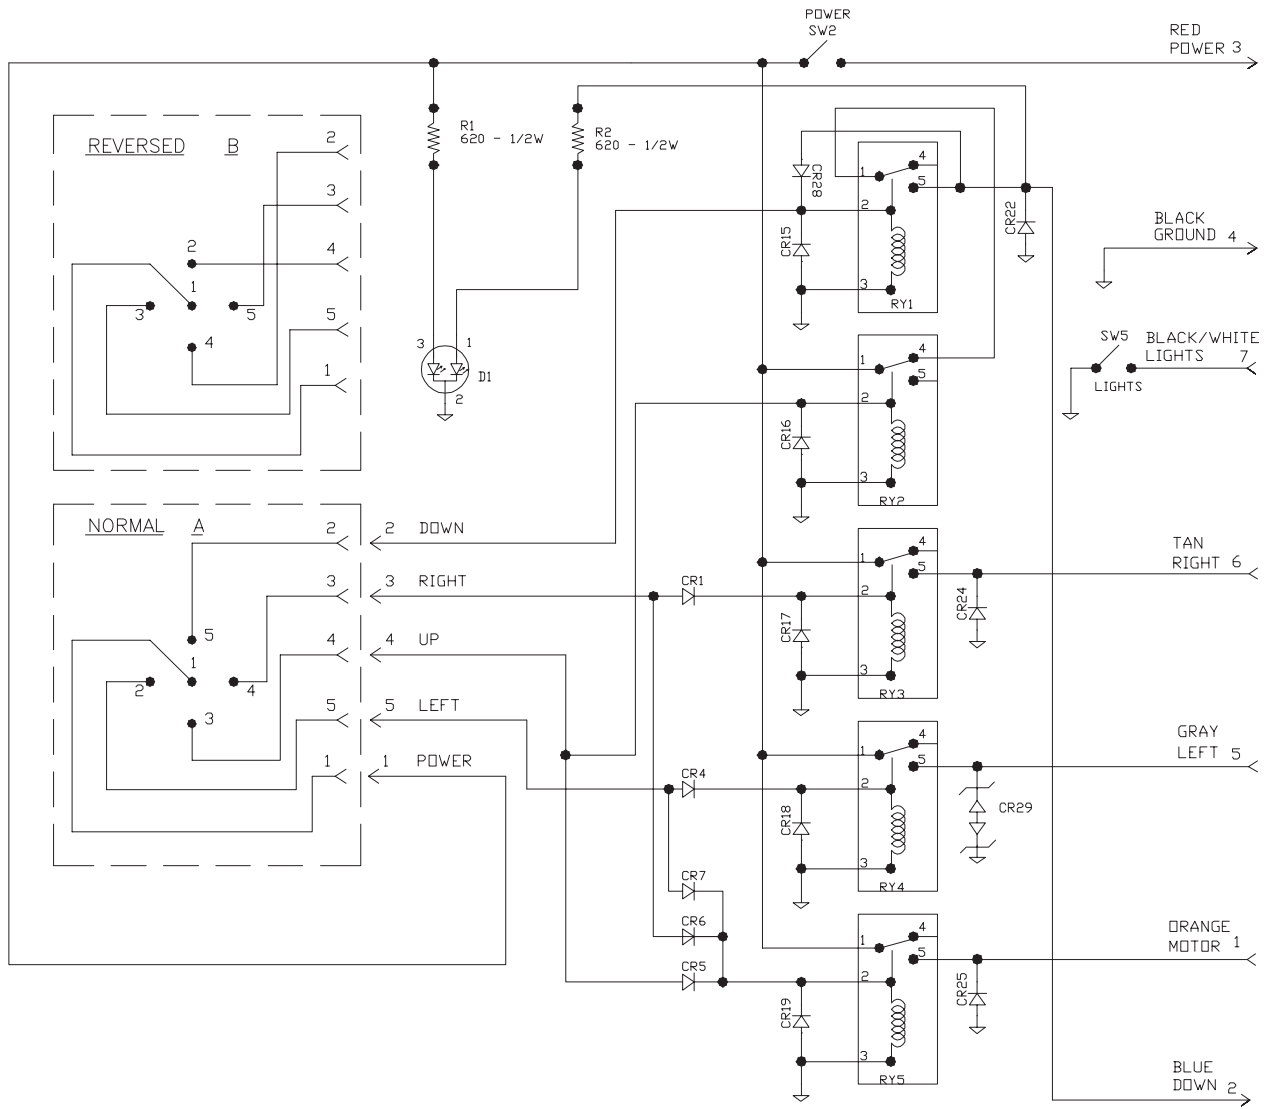 POWER
SW2
RED
POWER 3
REVERSED B
2
3
4
5
1
2
1
3
5
4
R1
620 - 1/2W
R2
620 - 1/2W
3
1
D1
2
CR28
CR15
1
4
5
2
3
RY1
CR22
BLACK
GROUND 4
SW5
LIGHTS
BLACK/WHITE
LIGHTS 7
CR16
1
4
5
2
3
RY2
NORMAL A
2
3
4
5
1
5
1
2
4
3
2 DOWN
3 RIGHT
4 UP
5 LEFT
1 POWER
CR1
CR17
1
4
5
2
3
RY3
CR24
TAN
RIGHT 6
CR4
CR18
1
4
5
2
3
RY4
CR29
GRAY
LEFT 5
CR7
CR6
CR5
CR19
1
4
5
2
3
RY5
CR25
ORANGE
MOTOR 1
BLUE
DOWN 2